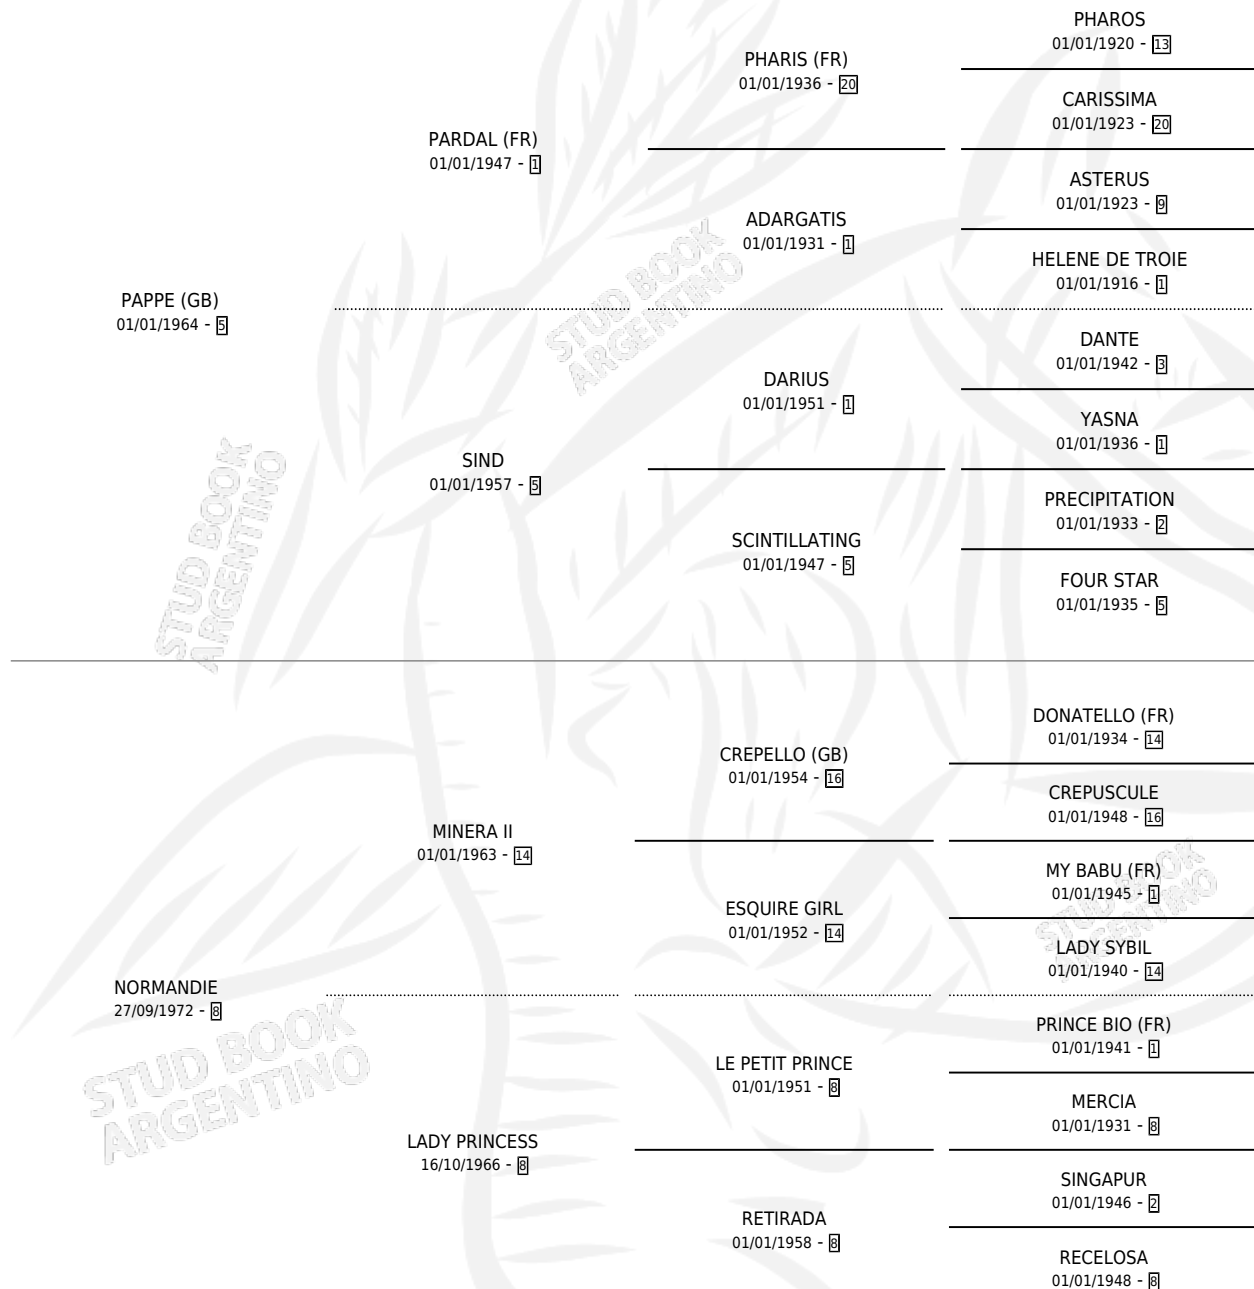 PHAROS
01/01/1920 - 13
PHARIS (FR)
01/01/1936 - 20
CARISSIMA
01/01/1923 - 20
PARDAL (FR)
01/01/1947 - 1
ASTERUS
01/01/1923 - 9
ADARGATIS
01/01/1931 - 1
HELENE DE TROIE
01/01/1916 - 1
PAPPE (GB)
01/01/1964 - 5
DANTE
01/01/1942 - 3
DARIUS
01/01/1951 - 1
YASNA
01/01/1936 - 1
SIND
01/01/1957 - 5
PRECIPITATION
01/01/1933 - 2
SCINTILLATING
01/01/1947 - 5
FOUR STAR
01/01/1935 - 5
DONATELLO (FR)
01/01/1934 - 14
CREPELLO (GB)
01/01/1954 - 16
CREPUSCULE
01/01/1948 - 16
MINERA II
01/01/1963 - 14
MY BABU (FR)
01/01/1945 - 1
ESQUIRE GIRL
01/01/1952 - 14
LADY SYBIL
01/01/1940 - 14
NORMANDIE
27/09/1972 - 8
PRINCE BIO (FR)
01/01/1941 - 1
LE PETIT PRINCE
01/01/1951 - 8
MERCIA
01/01/1931 - 8
LADY PRINCESS
16/10/1966 - 8
SINGAPUR
01/01/1946 - 2
RETIRADA
01/01/1958 - 8
RECELOSA
01/01/1948 - 8
STUD BOOK
ARGENTINO
STUD BOOK
ARGENTINO
STUD BOOK
ARGENTINO
STUD BOOK
ARGENTINO